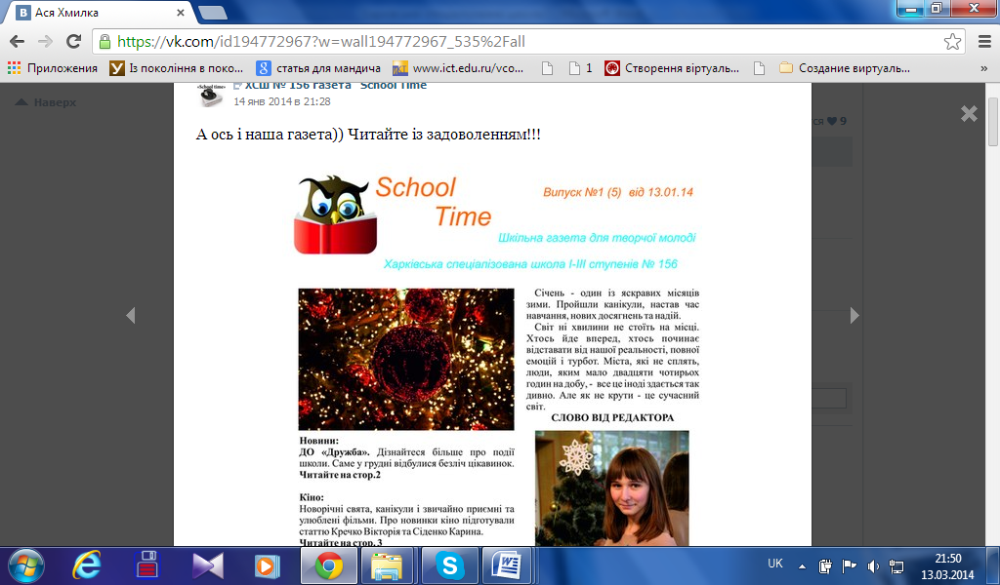 Ася Хмилка
https://vk.com/id194772967?w=wall194772967_535%2Fall
Приложения
Із покоління в поко...
статья для мандича
www.ict.edu.ru/vco...
1
Створення віртуаль...
Создание виртуаль...
»
Наверх
ХСШ № 156 газета "School Time"
14 янв 2014 в 21:28
9
А ось і наша газета)) Читайте із задоволенням!!!
School
Time
Випуск №1 (5) від 13.01.14
Шкільна газета для творчої молоді
Харківська спеціалізована школа І-ІІІ ступенів № 156
Січень - один із яскравих місяців
зими. Пройшли канікули, настав час
навчання, нових досягнень та надій.
Світ ні хвилини не стоїть на місці.
Хтось йде вперед, хтось починає
відставати від нашої реальності, повної
емоцій і турбот. Міста, які не сплять,
люди, яким мало двадцяти чотирьох
годин на добу, - все це іноді здається так
дивно. Але як не крути - це сучасний
світ.
СЛОВО ВІД РЕДАКТОРА
Новини:
ДО «Дружба». Дізнайтеся більше про події
школи. Саме у грудні відбулися безліч цікавинок.
Читайте на стор.2
Кіно:
Новорічні свята, канікули і звичайно приємні та
улюблені фільми. Про новинки кіно підготували
статтю Кречко Вікторія та Сіденко Карина.
Читайте на стор. 3
UK
21:50
13.03.2014